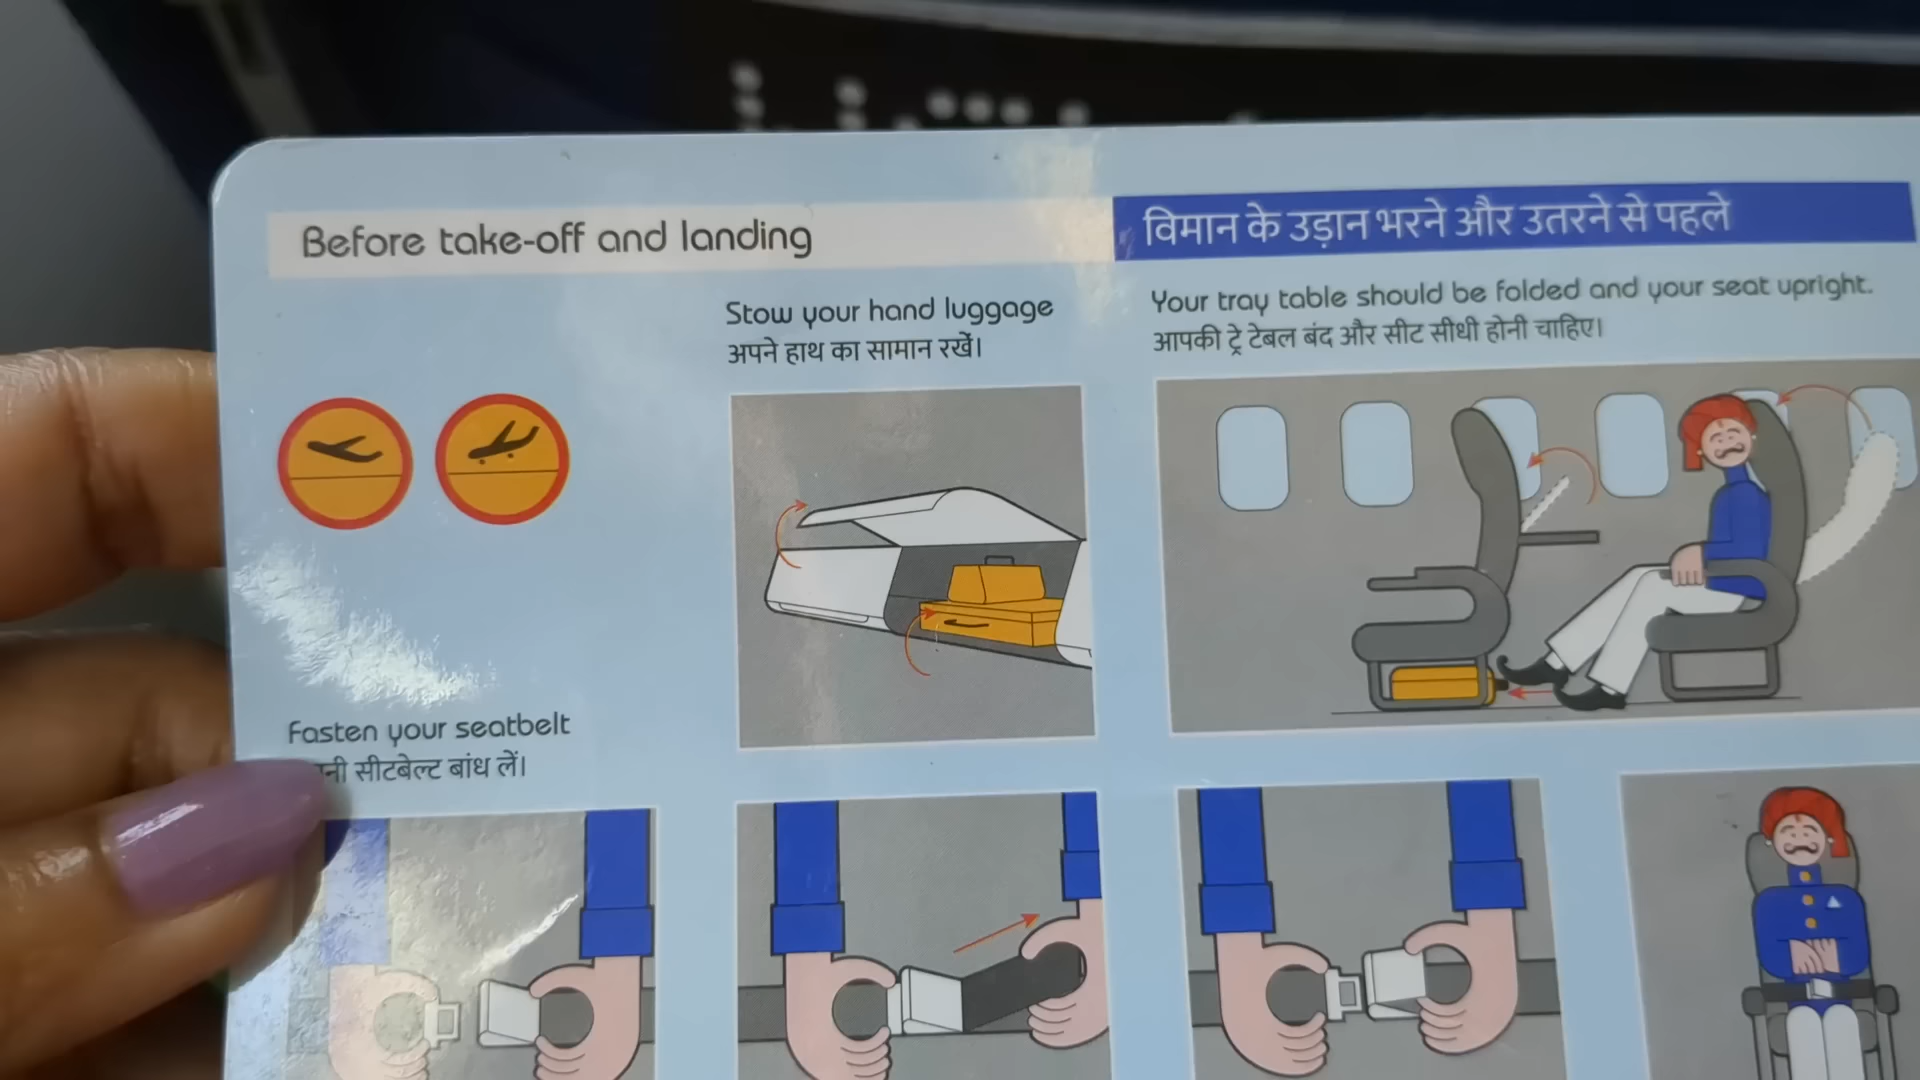 Before take-off and landing
विमान के उड़ान भरने और उतरने से पहले
Stow your hand luggage
अपने हाथ का सामान रखें।
Your tray table should be folded and your seat upright.
आपकी ट्रे टेबल बंद और सीट सीधी होनी चाहिए।
Fasten your seatbelt
सीटबेल्ट बांध लें।